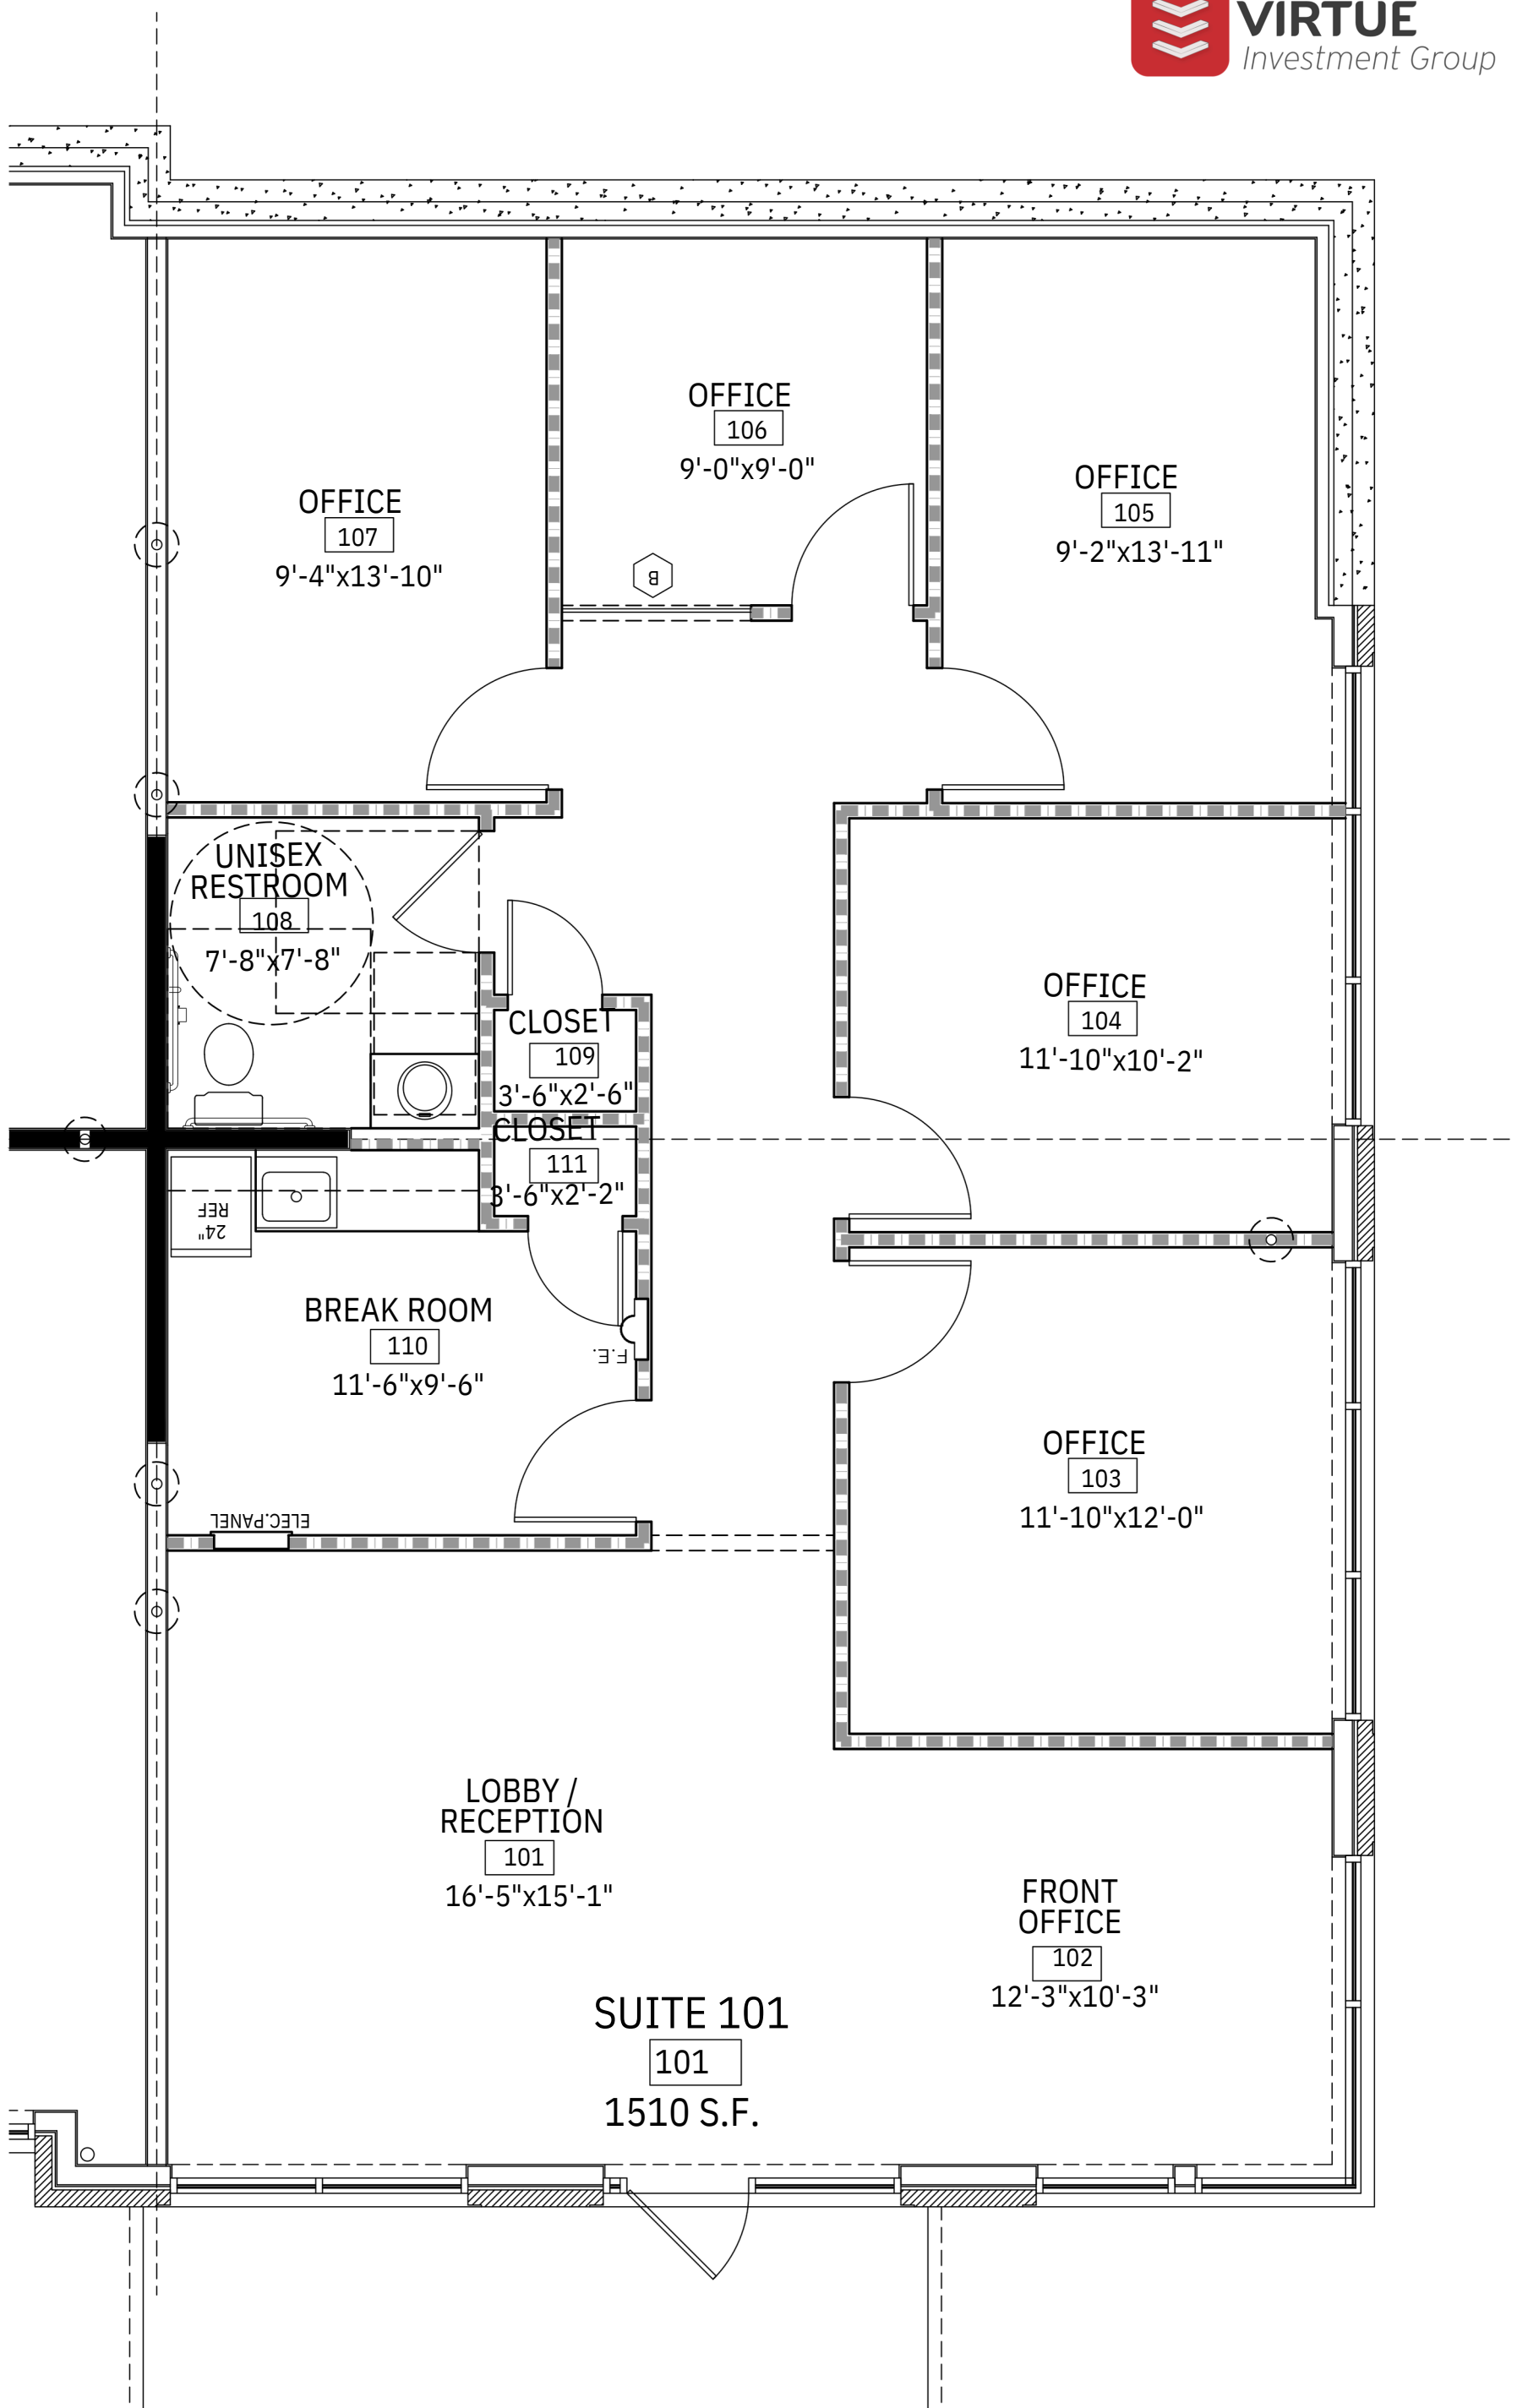 VIRTUE
Investment Group
OFFICE
106
9'-0"x9'-0"
OFFICE
105
9'-2"x13'-11"
OFFICE
107
9'-4"x13'-10"
B
UNISEX
RESTROOM
108
7'-8"x7'-8"
OFFICE
104
11'-10"x10'-2"
CLOSET
109
3'-6"x2'-6"
CLOSET
111
3'-6"x2'-2"
24"
REF
BREAK ROOM
110
11'-6"x9'-6"
F.E.
OFFICE
103
11'-10"x12'-0"
ELEC.PANEL
LOBBY /
RECEPTION
101
16'-5"x15'-1"
FRONT
OFFICE
102
12'-3"x10'-3"
SUITE 101
101
1510 S.F.